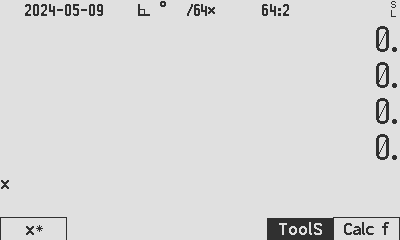 2024-05-09 ∟ ° /64× 64:2 S L
0.
0.
0.
0.
×
×* ToolS Calc f